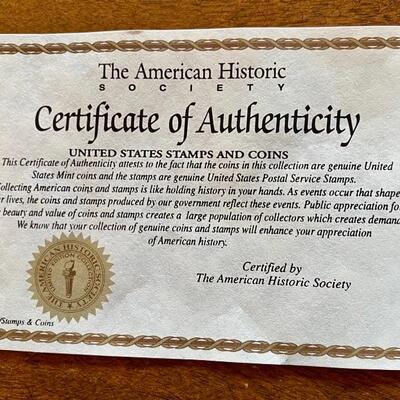 The American Historic
SOCIETY
Certificate of Authenticity
UNITED STATES STAMPS AND COINS
This Certificate of Authenticity attests to the fact that the coins in this collection are genuine United
States Mint coins and the stamps are genuine United States Postal Service Stamps.
Collecting American coins and stamps is like holding history in your hands. As events occur that shape
r lives, the coins and stamps produced by our government reflect these events. Public appreciation for
e beauty and value of coins and stamps creates a large population of collectors which creates demand
We know that your collection of genuine coins and stamps will enhance your appreciation
of American history.
THE AMERICAN HISTORIC SOCIETY
Certified by
The American Historic Society
/Stamps & Coins